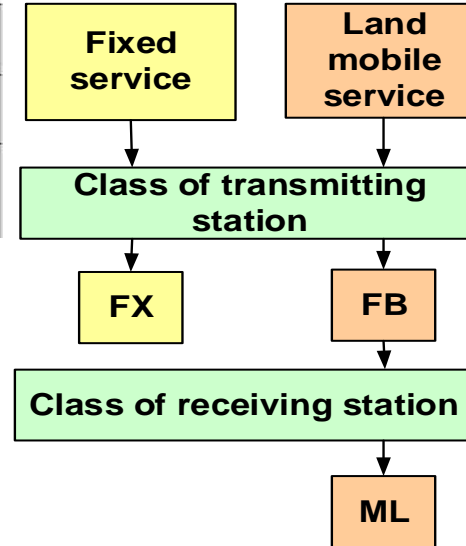 Fixed
service
Land
mobile
service
Class of transmitting
station
FX
FB
Class of receiving station
ML